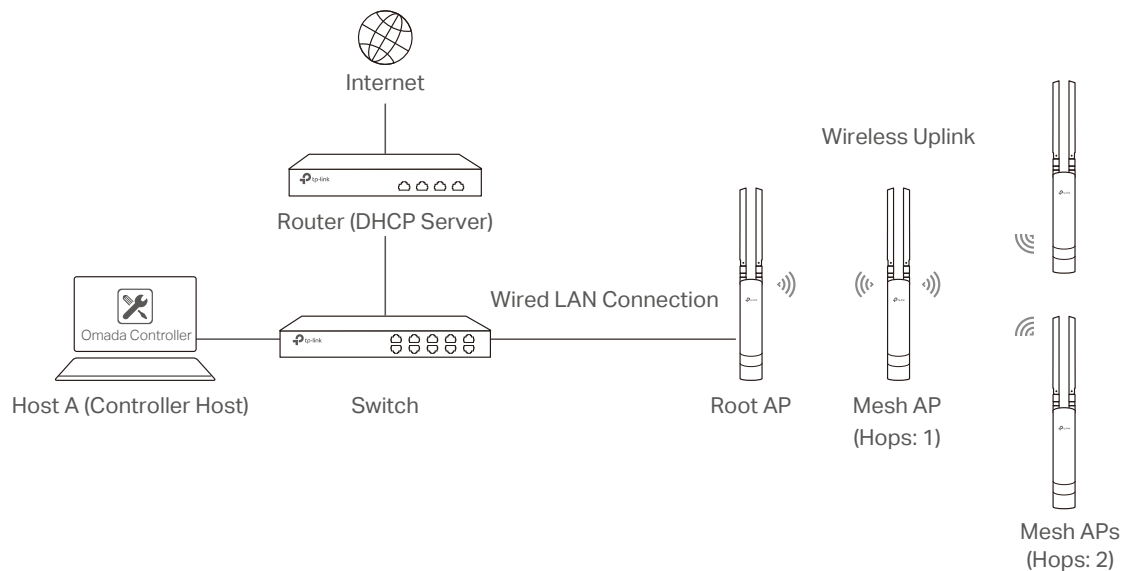 Internet
Wireless Uplink
tp-link
Router (DHCP Server)
Wired LAN Connection
Omada Controller
tp-link
Host A (Controller Host)
Switch
Root AP
Mesh AP
(Hops: 1)
Mesh APs
(Hops: 2)